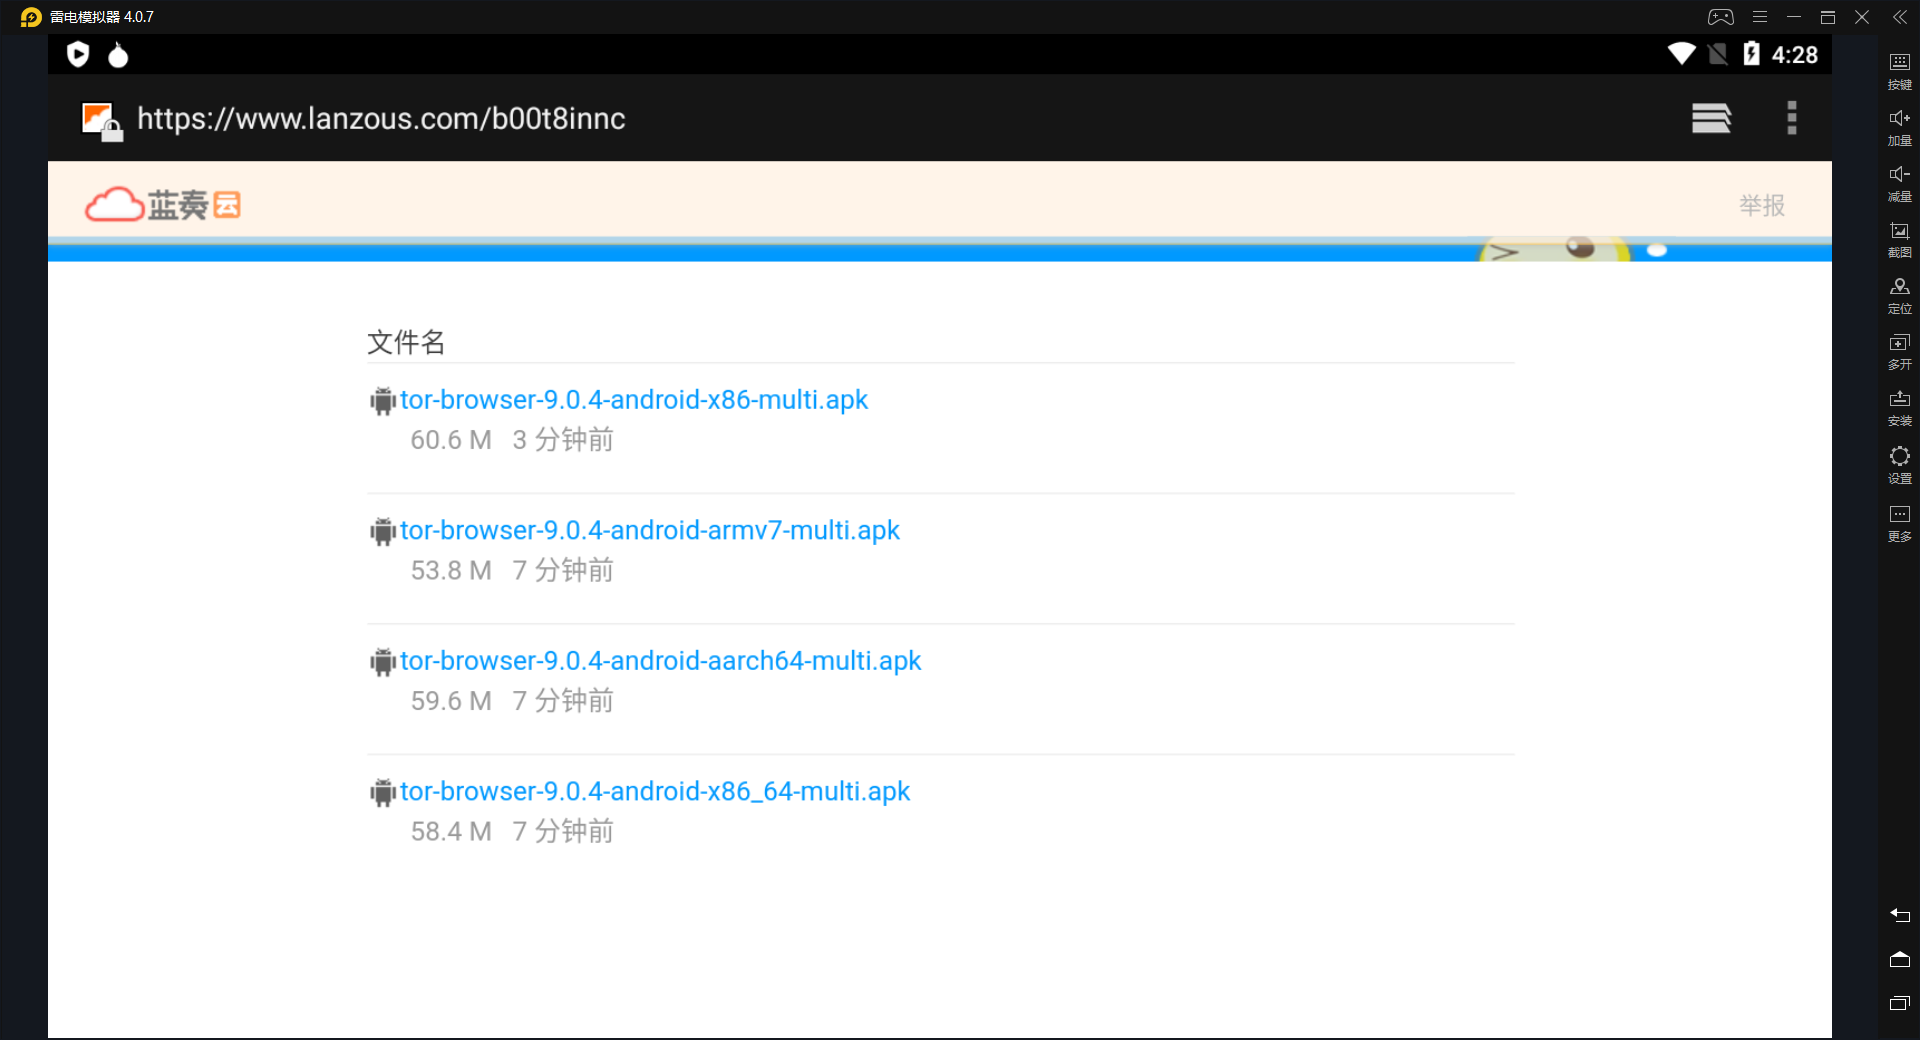 雷电模拟器 4.0.7
4:28
https://www.lanzous.com/b00t8innc
蓝奏云
举报
文件名
tor-browser-9.0.4-android-x86-multi.apk
60.6 M 3 分钟前
tor-browser-9.0.4-android-armv7-multi.apk
53.8 M 7 分钟前
tor-browser-9.0.4-android-aarch64-multi.apk
59.6 M 7 分钟前
tor-browser-9.0.4-android-x86_64-multi.apk
58.4 M 7 分钟前
按键
加量
减量
截图
定位
多开
安装
设置
更多